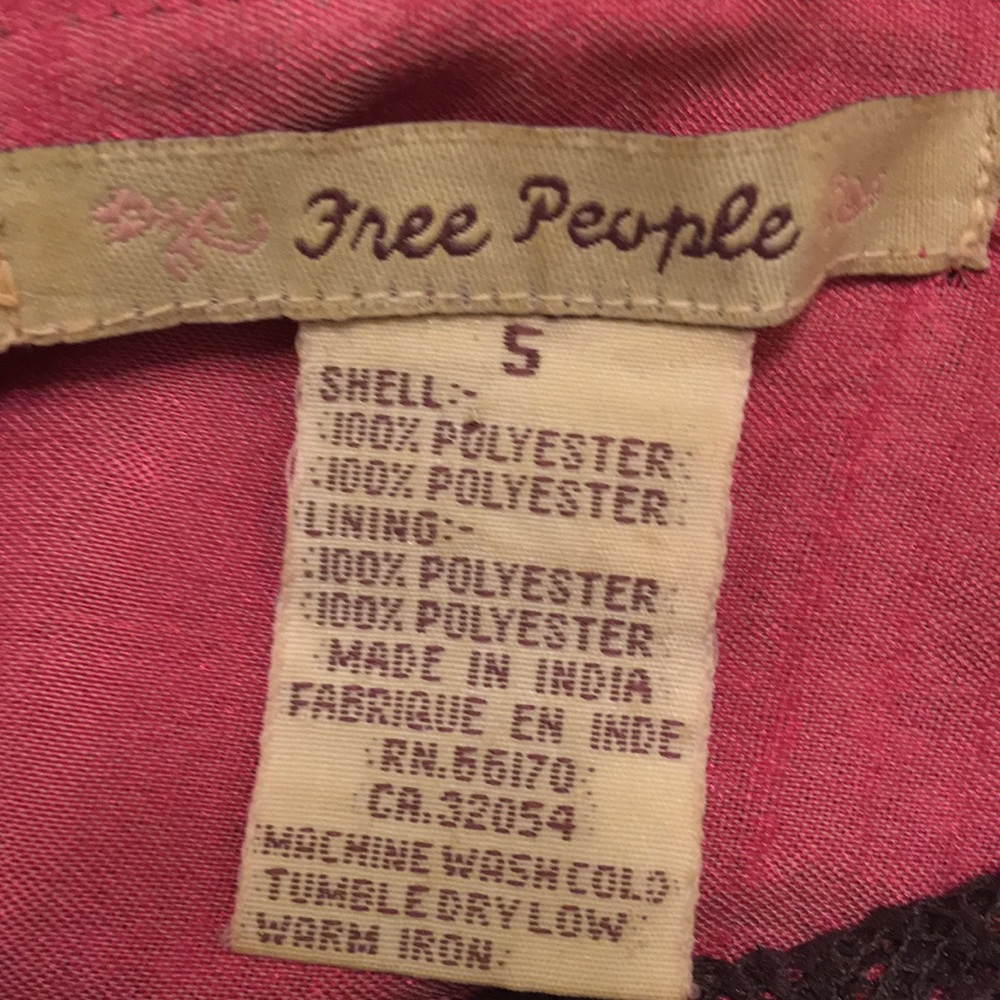 Free People
S
SHELL:-
100% POLYESTER
100% POLYESTER
LINING:-
100% POLYESTER
100% POLYESTER
MADE IN INDIA
FABRIQUE EN INDE
RN.66170
CA.32054
MACHINE WASH COLD
TUMBLE DRY LOW
WARM IRON.